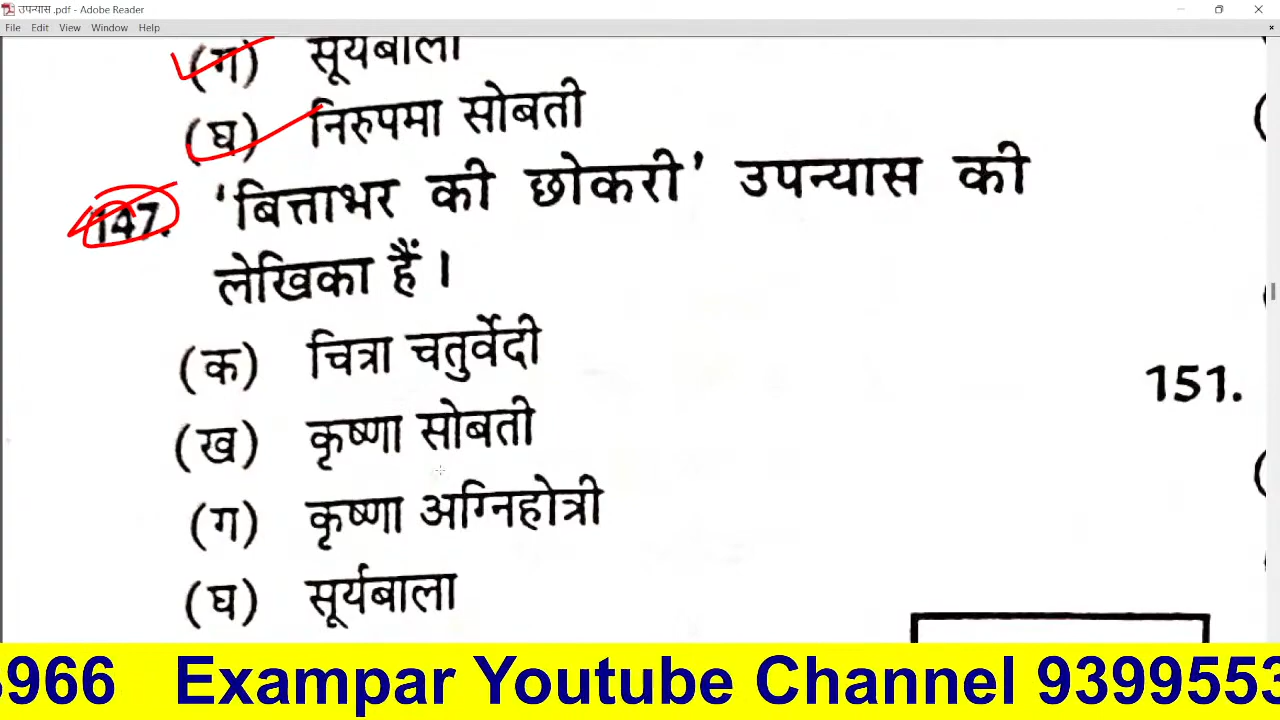 उपन्यास .pdf - Adobe Reader
File Edit View Window Help
(ग) सूर्यबाला
(घ) निरुपमा सोबती
147. 'बित्ताभर की छोकरी' उपन्यास की
लेखिका हैं।
(क) चित्रा चतुर्वेदी
(ख) कृष्णा सोबती
(ग) कृष्णा अग्निहोत्री
(घ) सूर्यबाला
151.
966 Exampar Youtube Channel 9399553